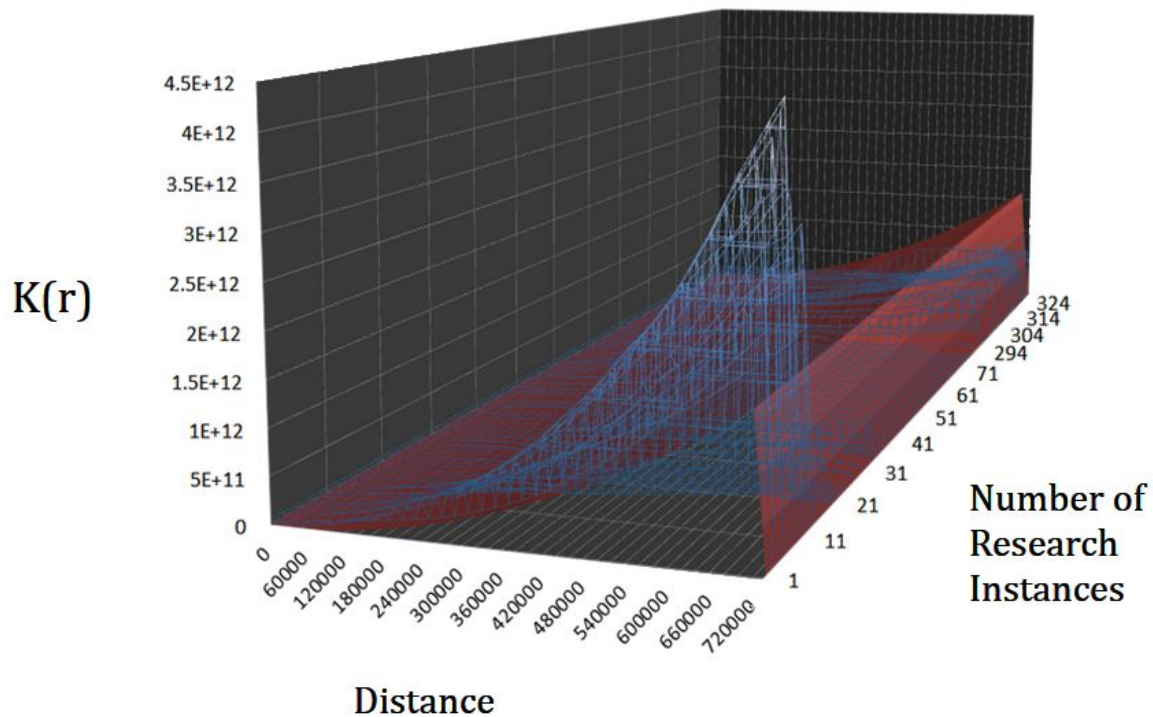 4.5E+12
4E+12
3.5E+12
3E+12
2.5E+12
2E+12
1.5E+12
1E+12
5E+11
0
K(r)
0
60000
120000
180000
240000
300000
360000
420000
480000
540000
600000
660000
720000
Distance
324
314
304
294
71
61
51
41
31
21
11
1
Number of
Research
Instances